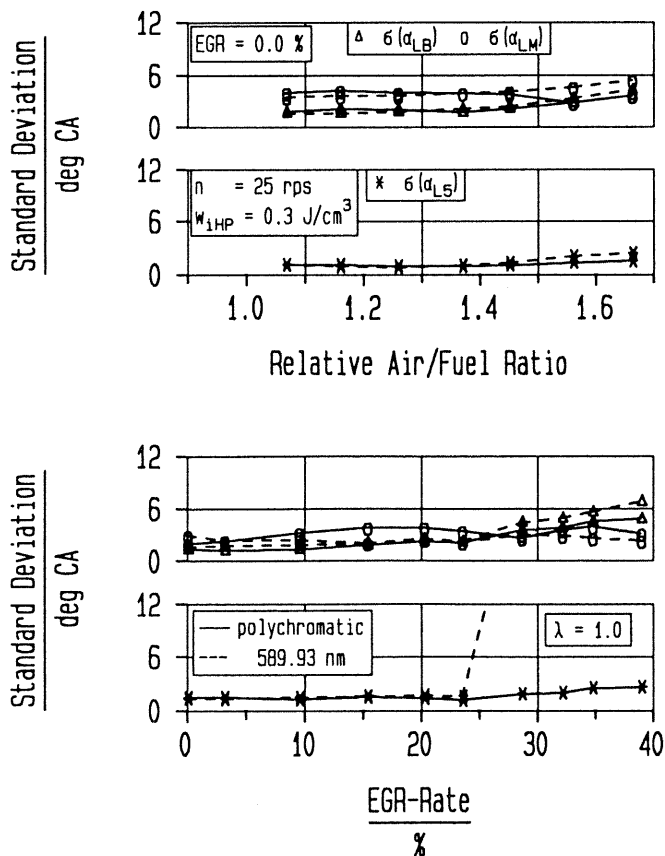 12
EGR = 0.0 %
Δ б(α_LB) o б(α_LM)
6
0
Standard Deviation
deg CA
12
n = 25 rps
w_iHP = 0.3 J/cm³
* б(α_L5)
6
0
1.0 1.2 1.4 1.6
Relative Air/Fuel Ratio
12
6
0
Standard Deviation
deg CA
12
polychromatic
589.93 nm
λ = 1.0
6
0
0 10 20 30 40
EGR-Rate
%